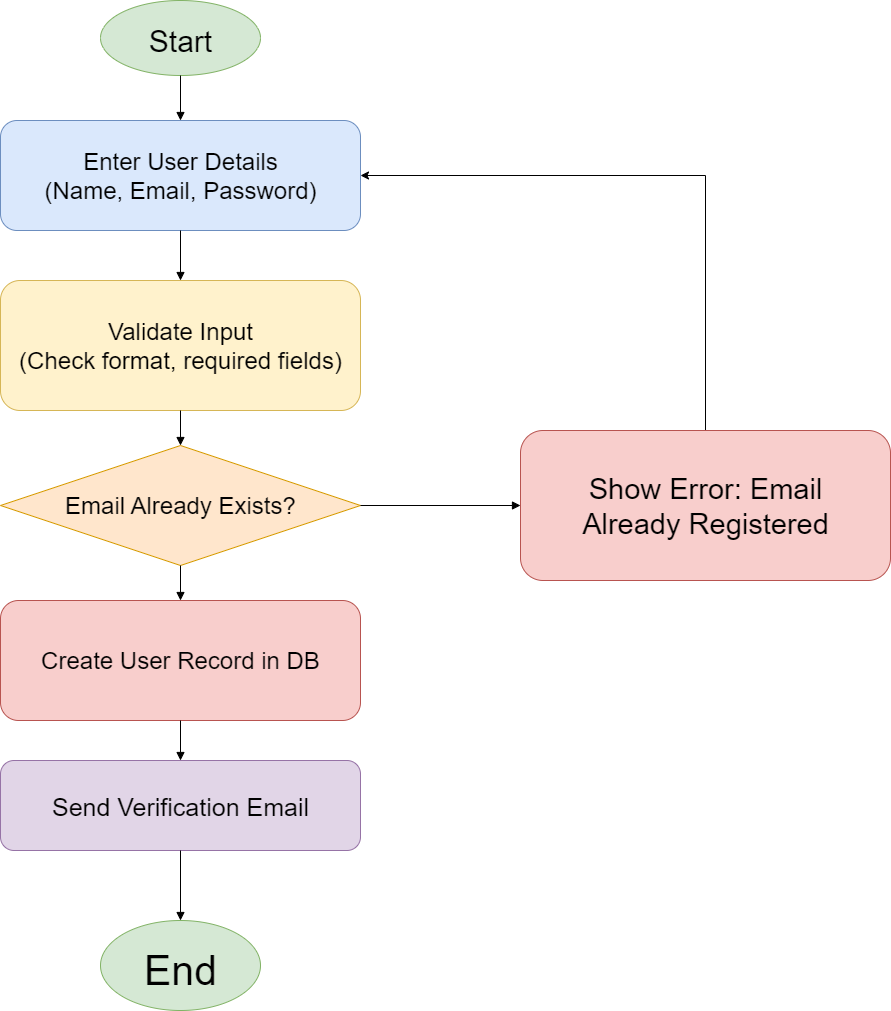 Start
Enter User Details
(Name, Email, Password)
Validate Input
(Check format, required fields)
Email Already Exists?
Show Error: Email
Already Registered
Create User Record in DB
Send Verification Email
End